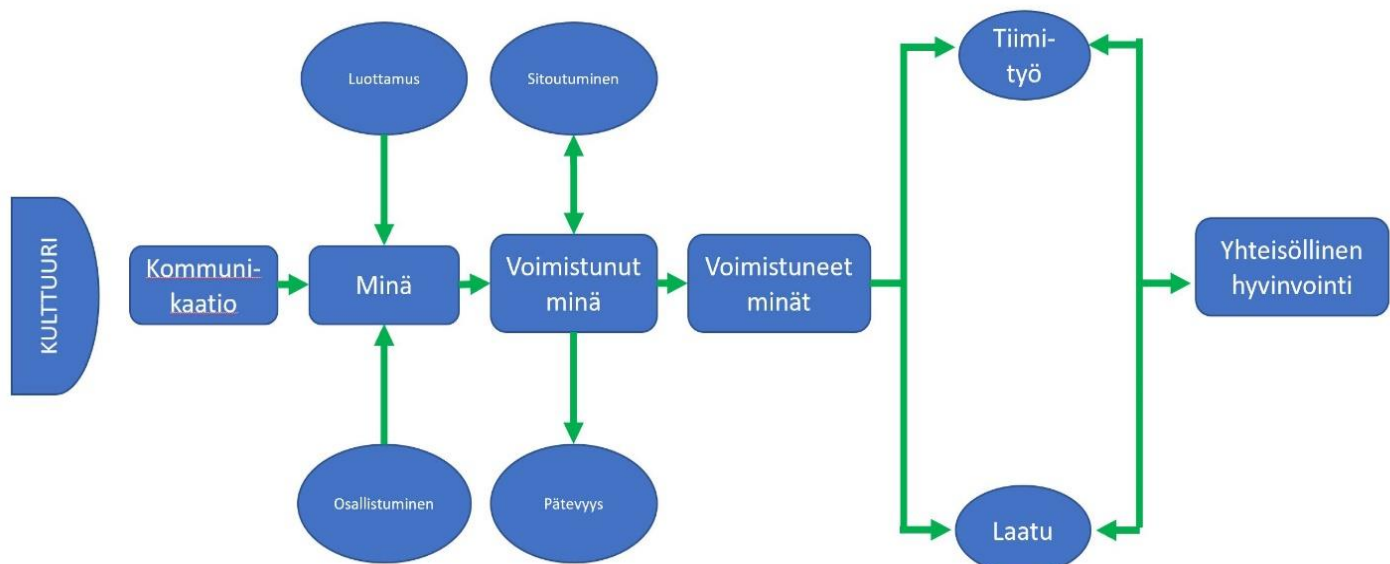 KULTTUURI
Kommuni-
kaatio
Luottamus
Minä
Osallistuminen
Sitoutuminen
Voimistunut
minä
Pätevyys
Voimistuneet
minät
Tiimi-
työ
Laatu
Yhteisöllinen
hyvinvointi